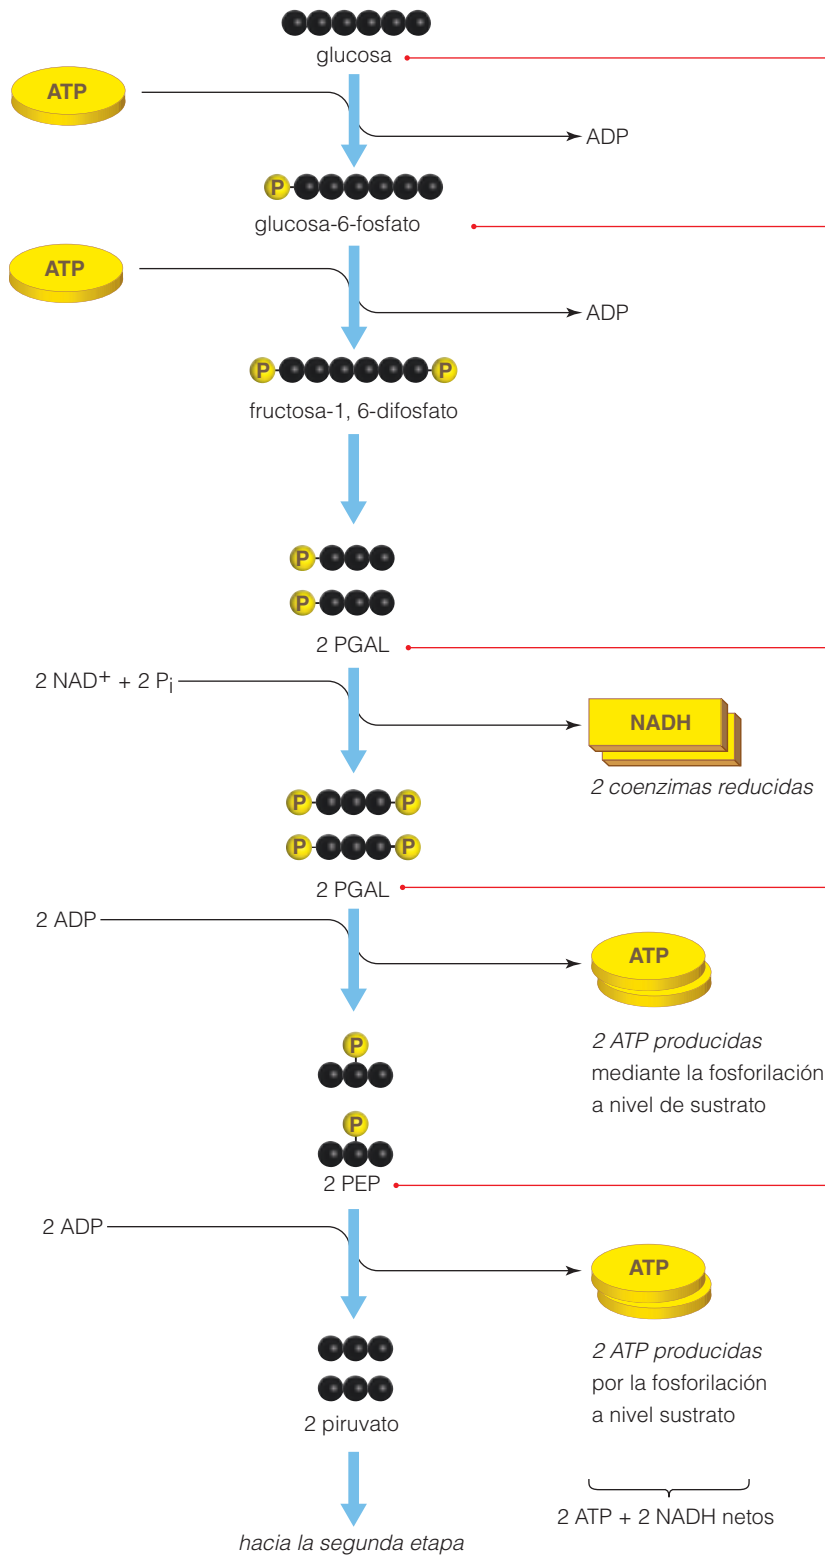 glucosa
ATP
ADP
P
glucosa-6-fosfato
ATP
ADP
P P
fructosa-1, 6-difosfato
P
P
2 PGAL
2 NAD+ + 2 Pi
NADH
2 coenzimas reducidas
P P
P P
2 PGAL
2 ADP
ATP
2 ATP producidas
mediante la fosforilación
a nivel de sustrato
P
P
2 PEP
2 ADP
ATP
2 ATP producidas
por la fosforilación
a nivel sustrato
2 piruvato
2 ATP + 2 NADH netos
hacia la segunda etapa